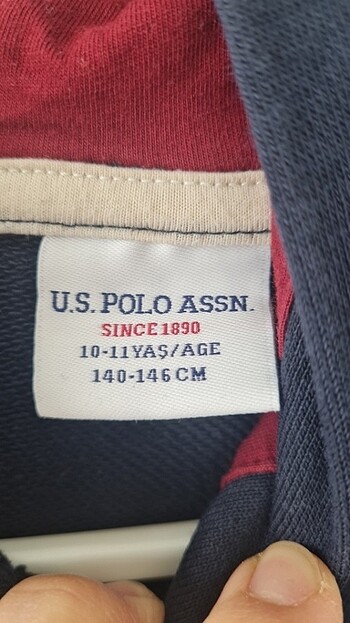 U.S. POLO ASSN.
SINCE 1890
10-11 YAŞ/AGE
140-146 CM